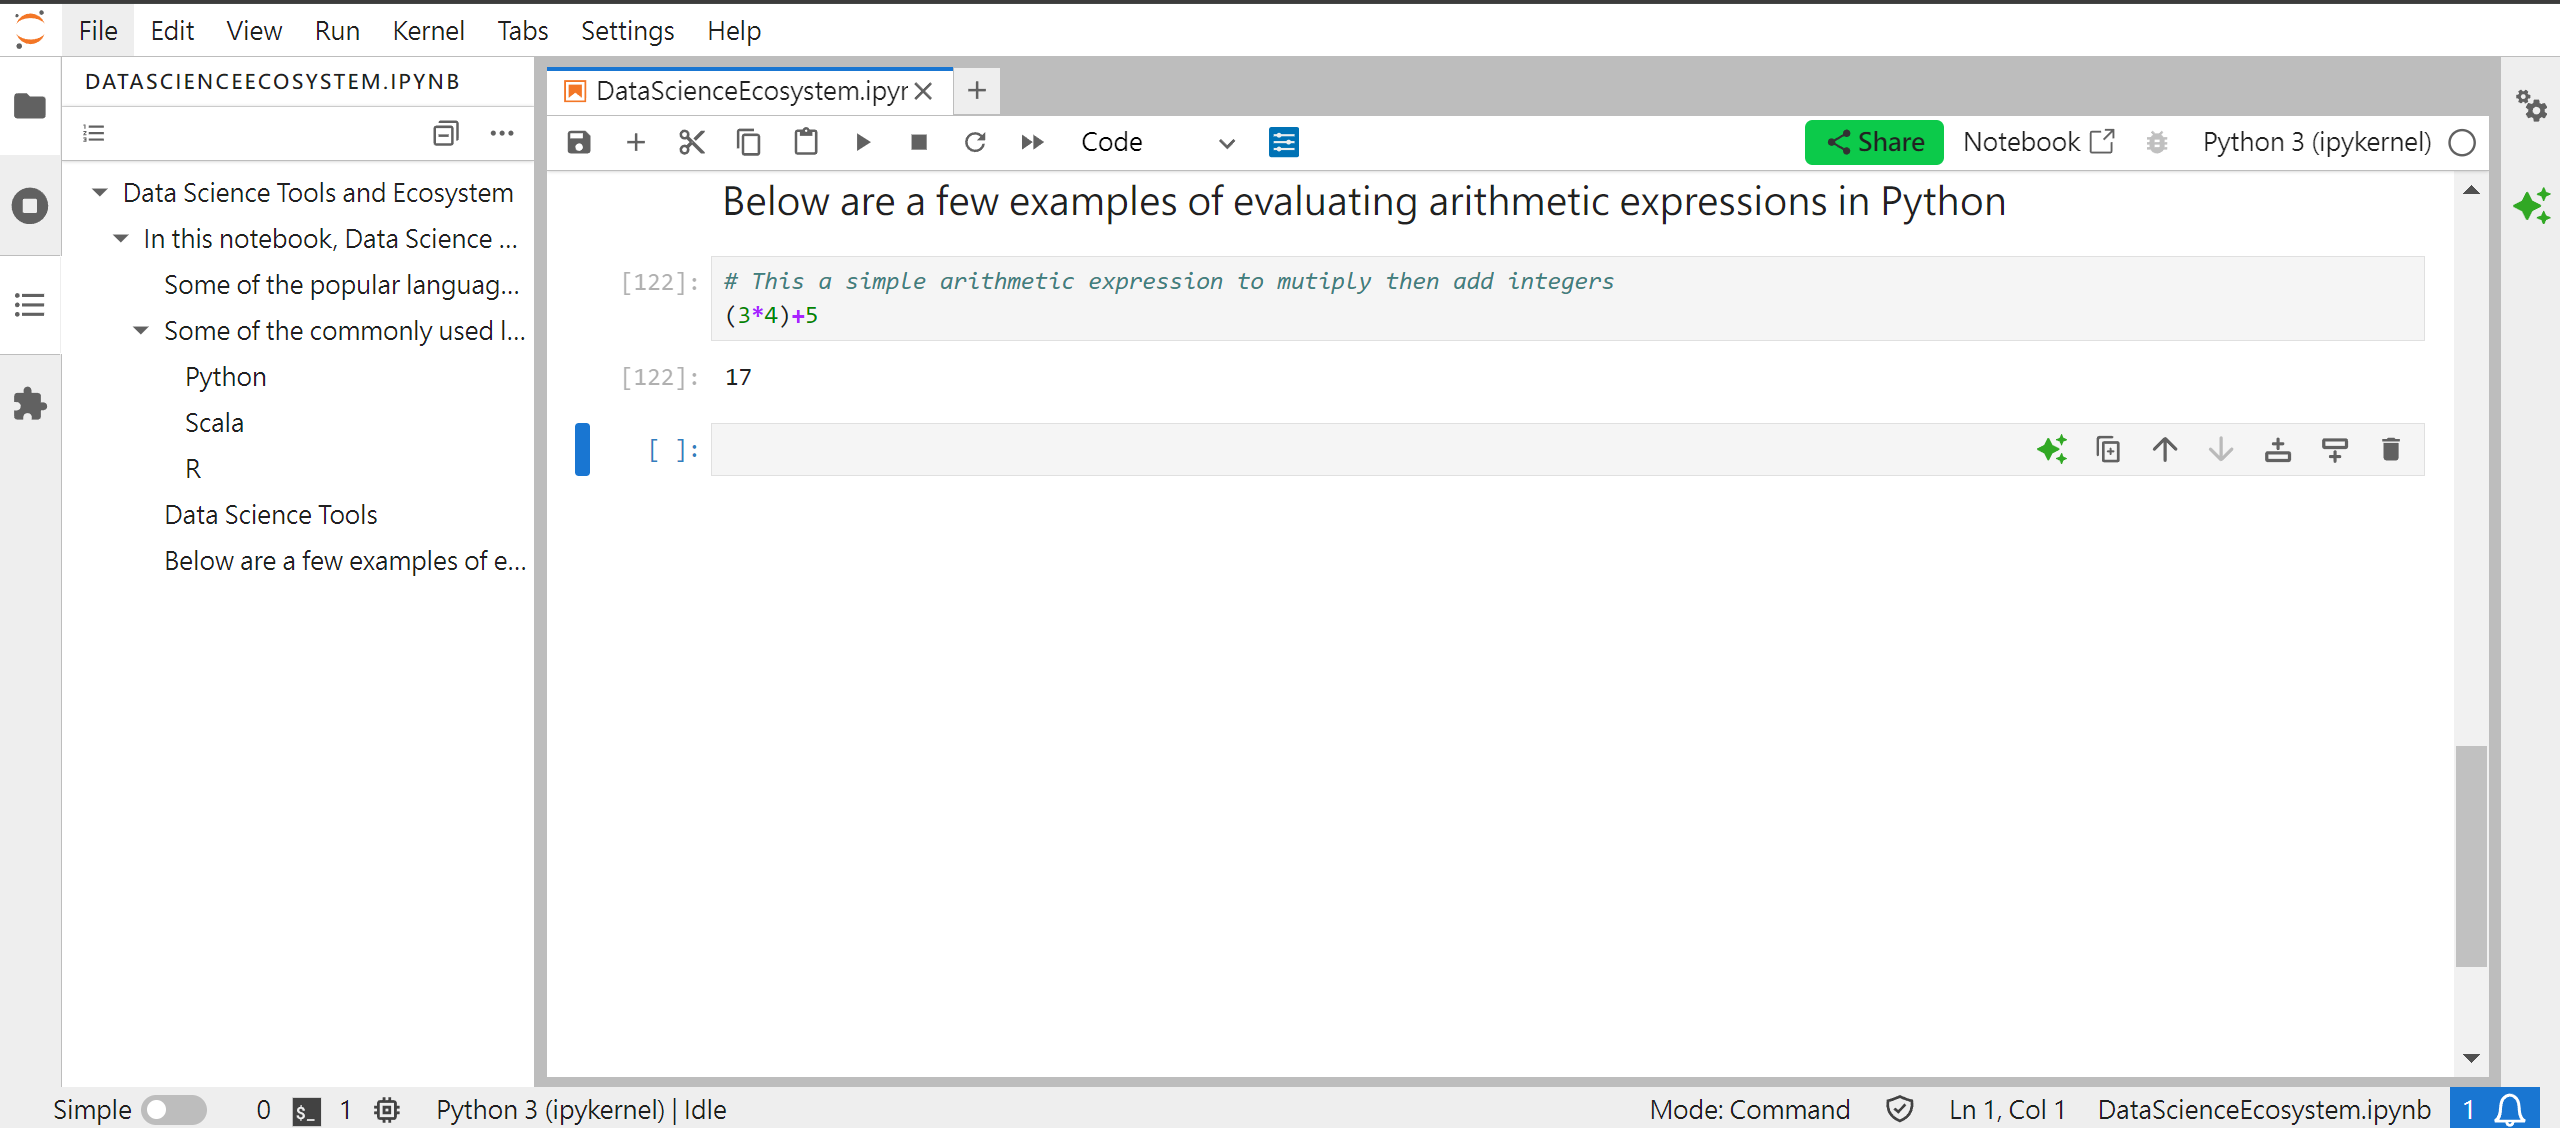 File Edit View Run Kernel Tabs Settings Help
DATASCIENCEECOSYSTEM.IPYNB
DataScienceEcosystem.ipyr
Code
Share
Notebook
Python 3 (ipykernel)
Data Science Tools and Ecosystem
In this notebook, Data Science ...
Some of the popular languag...
Some of the commonly used l...
Python
Scala
R
Data Science Tools
Below are a few examples of e...
Below are a few examples of evaluating arithmetic expressions in Python
[122]:
# This a simple arithmetic expression to mutiply then add integers
(3*4)+5
[122]: 17
[ ]:
Simple 0 $_ 1 Python 3 (ipykernel) | Idle
Mode: Command Ln 1, Col 1 DataScienceEcosystem.ipynb 1